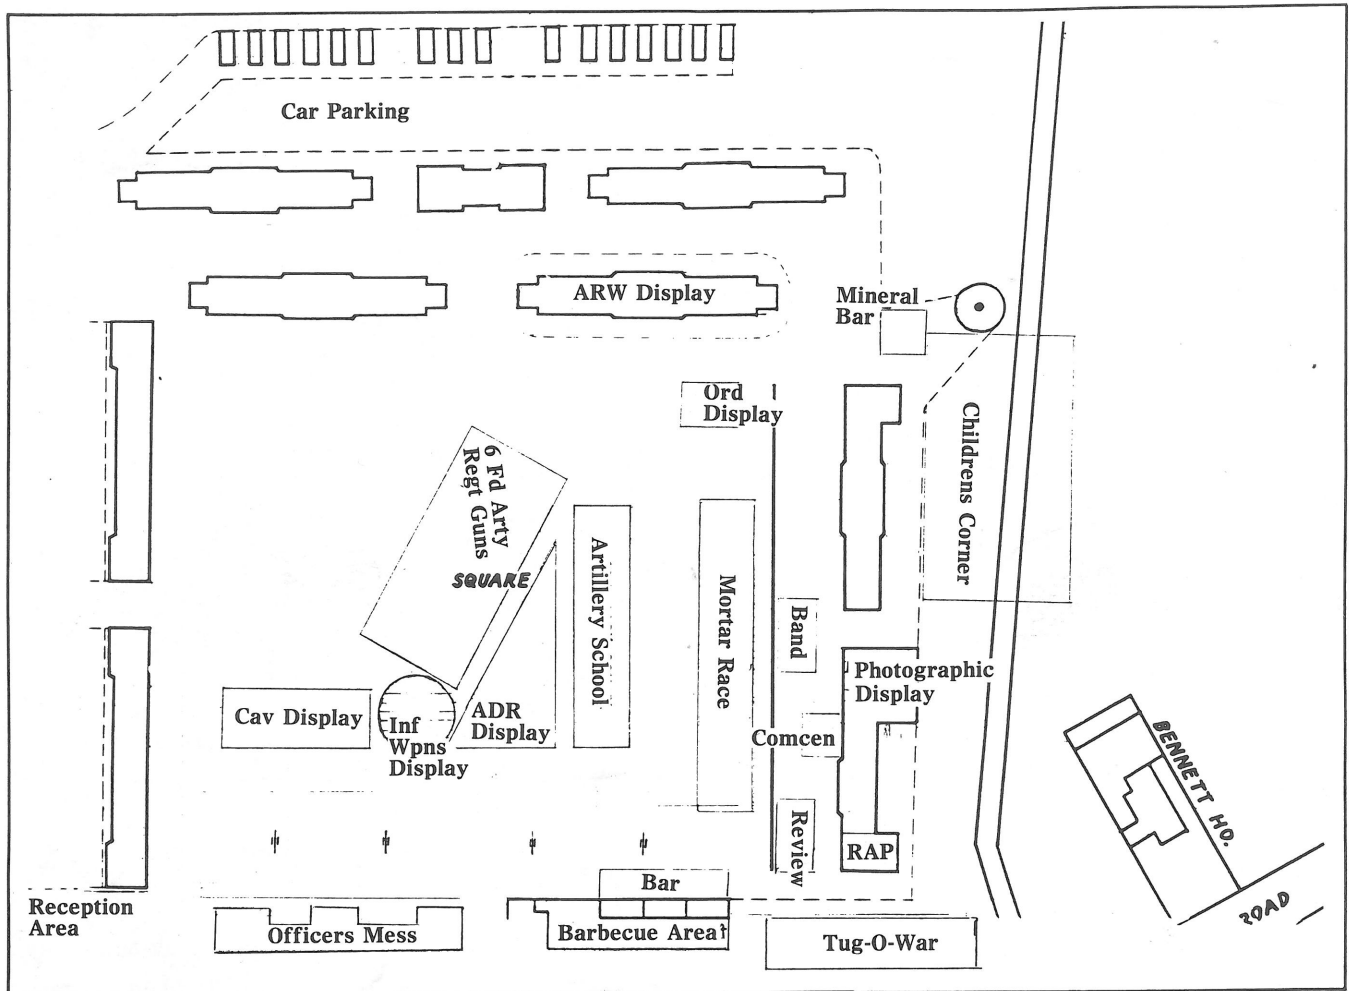 Car Parking
ARW Display
Mineral
Bar
Ord
Display
Childrens Corner
6 Fd Arty
Regt Guns
SQUARE
Artillery School
Mortar Race
Band
Photographic
Display
Cav Display
Inf
Wpns
Display
ADR
Display
Comcen
BENNETT HO.
Review
RAP
Bar
Reception
Area
Officers Mess
Barbecue Area
Tug-O-War
ROAD